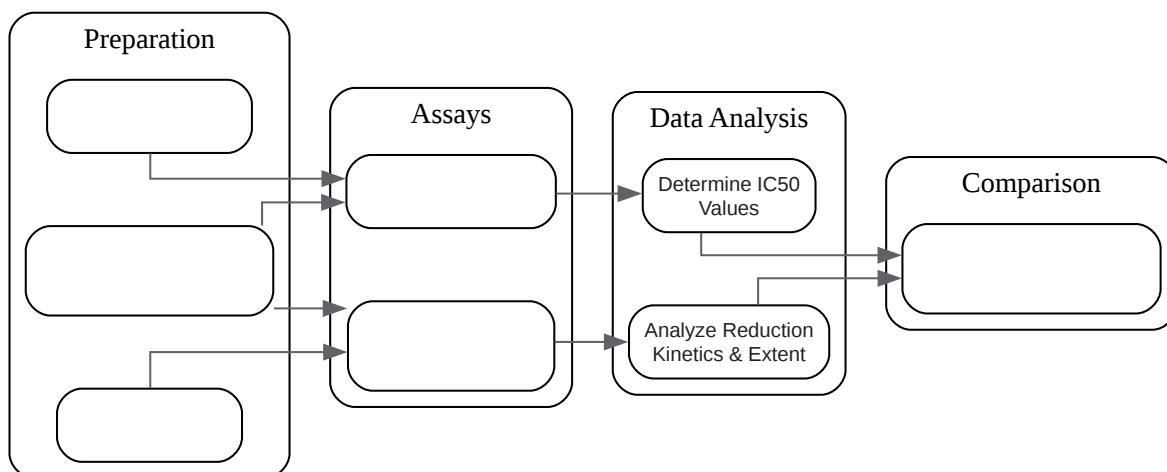 Preparation
Assays
Data Analysis
Comparison
Determine IC50
Values
Analyze Reduction
Kinetics & Extent